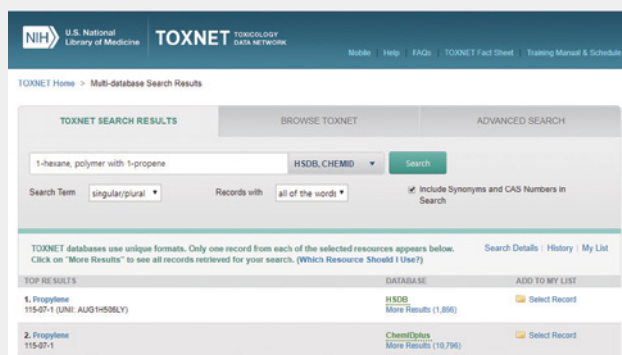 NIH U.S. National Library of Medicine TOXNET TOXICOLOGY DATA NETWORK
Mobile Help FAQs TOXNET Fact Sheet Training Manual & Schedule
TOXNET Home > Multi-database Search Results
TOXNET SEARCH RESULTS BROWSE TOXNET ADVANCED SEARCH
1-hexane, polymer with 1-propene HSDB, CHEMID Search
Search Term singular/plural Records with all of the words Include Synonyms and CAS Numbers in
Search
TOXNET databases use unique formats. Only one record from each of the selected resources appears below. Search Details | History | My List
Click on "More Results" to see all records retrieved for your search. (Which Resource Should I Use?)
TOP RESULTS DATABASE ADD TO MY LIST
1. Propylene HSDB Select Record
115-07-1 (UNII: AUG1H506LY) More Results (1,856)
2. Propylene ChemIDplus Select Record
115-07-1 More Results (10,796)